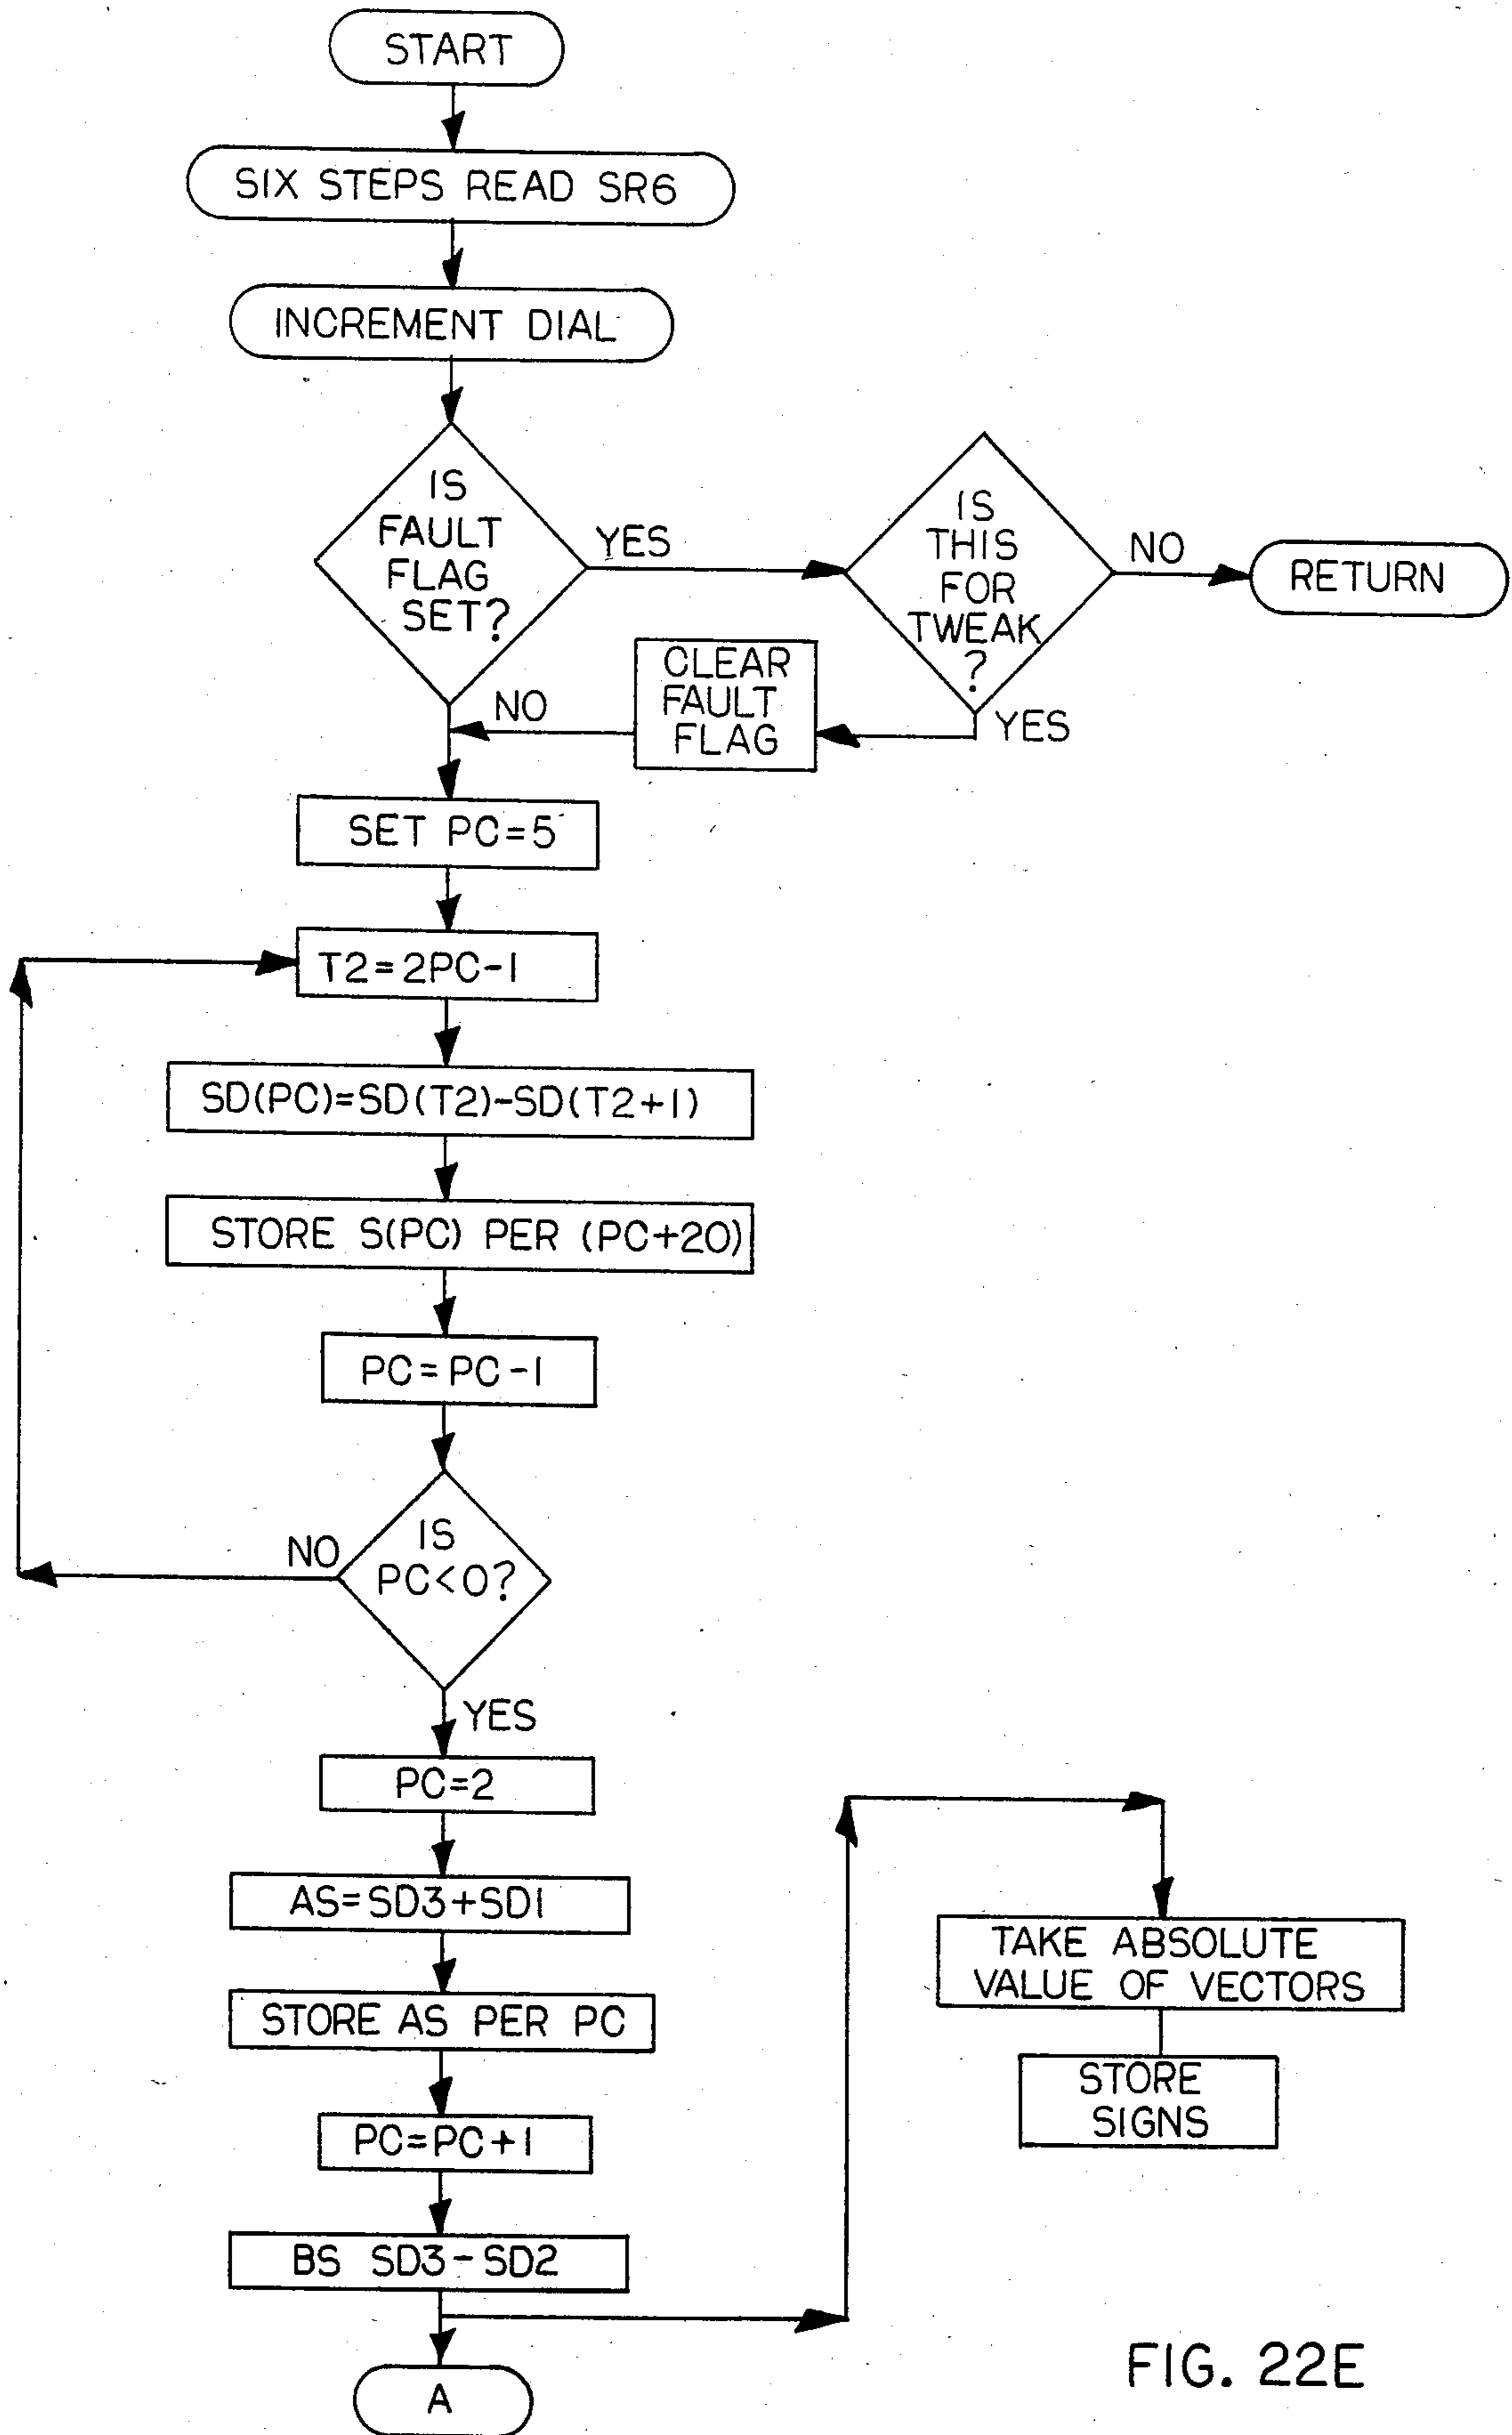 START
SIX STEPS READ SR6
INCREMENT DIAL
IS
FAULT
FLAG
SET?
YES
IS
THIS
FOR
TWEAK
?
NO
RETURN
YES
CLEAR
FAULT
FLAG
NO
SET PC=5
T2=2PC-1
SD(PC)=SD(T2)-SD(T2+1)
STORE S(PC) PER (PC+20)
PC=PC-1
IS
PC<0?
NO
YES
PC=2
AS=SD3+SD1
STORE AS PER PC
PC=PC+1
BS SD3-SD2
A
TAKE ABSOLUTE
VALUE OF VECTORS
STORE
SIGNS
FIG. 22E